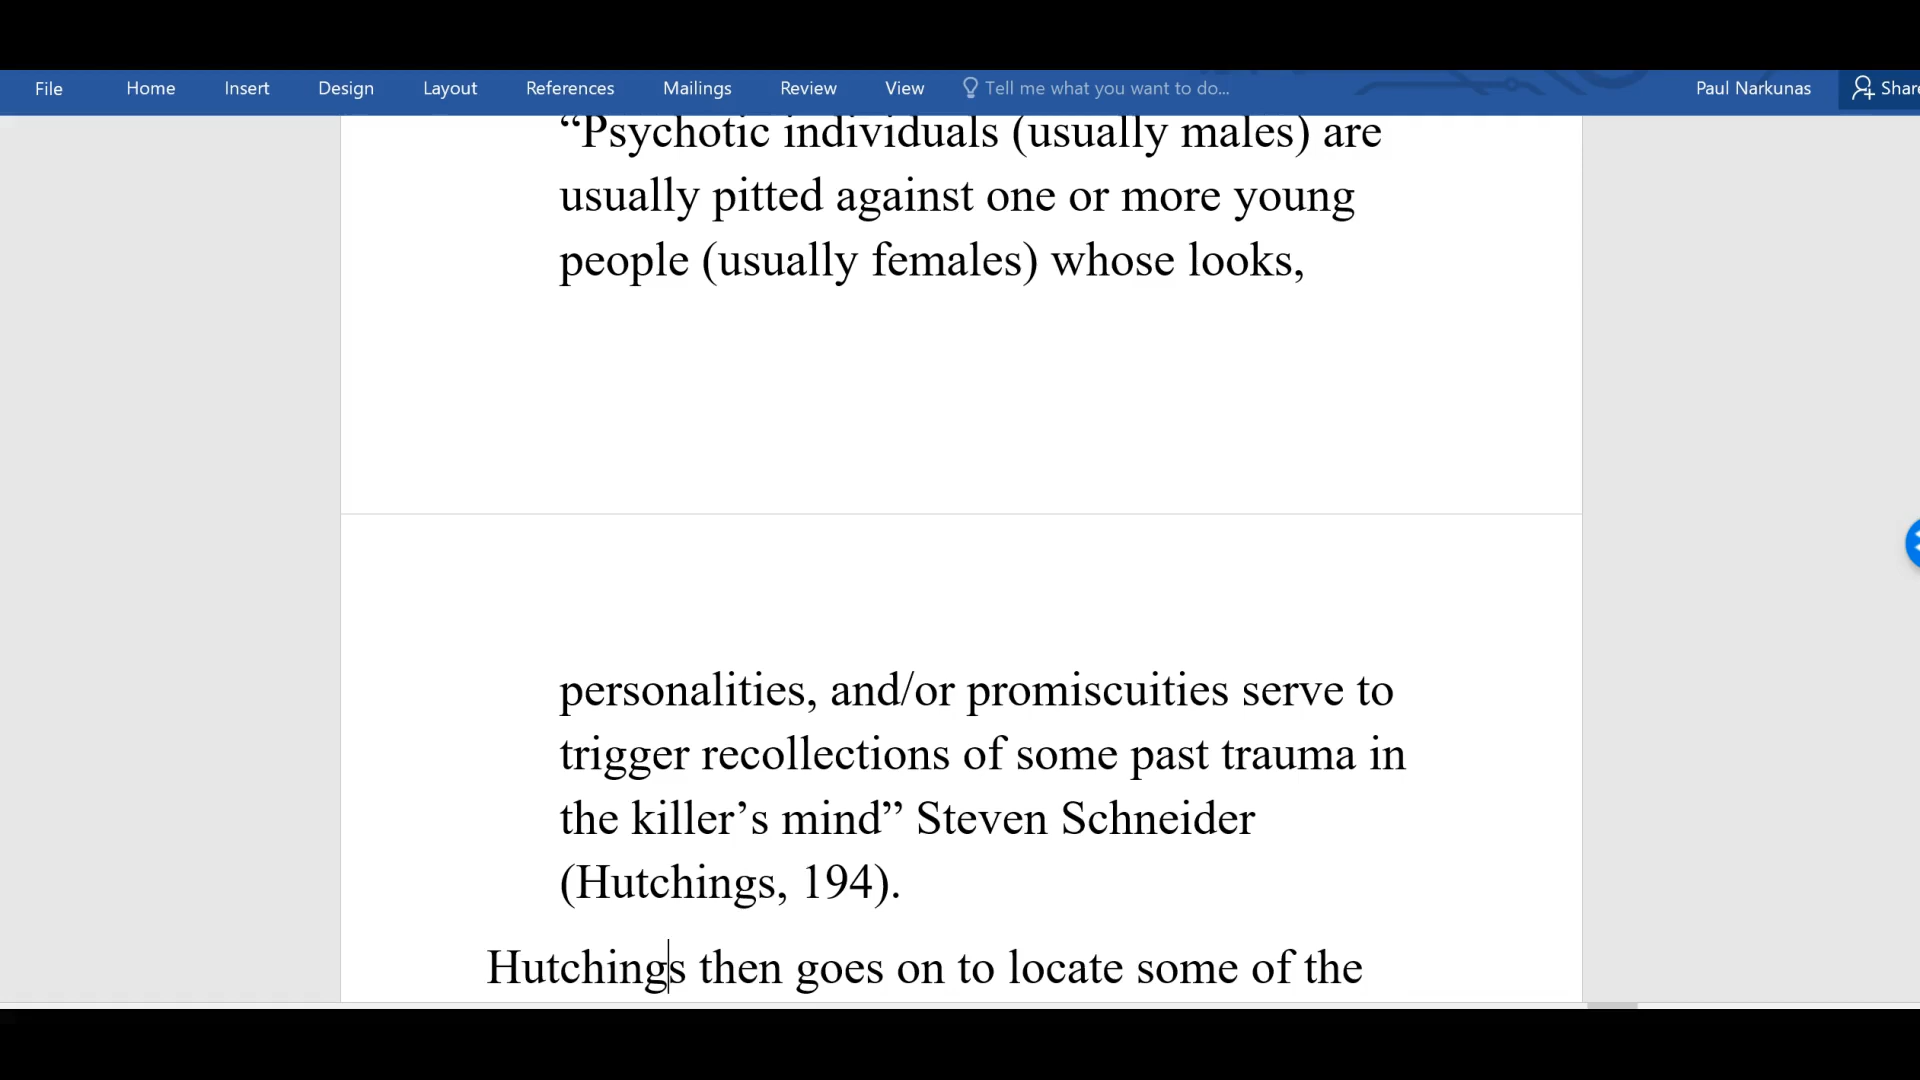 File Home Insert Design Layout References Mailings Review View Tell me what you want to do... Paul Narkunas Share
“Psychotic individuals (usually males) are
usually pitted against one or more young
people (usually females) whose looks,
personalities, and/or promiscuities serve to
trigger recollections of some past trauma in
the killer’s mind” Steven Schneider
(Hutchings, 194).
Hutchings then goes on to locate some of the